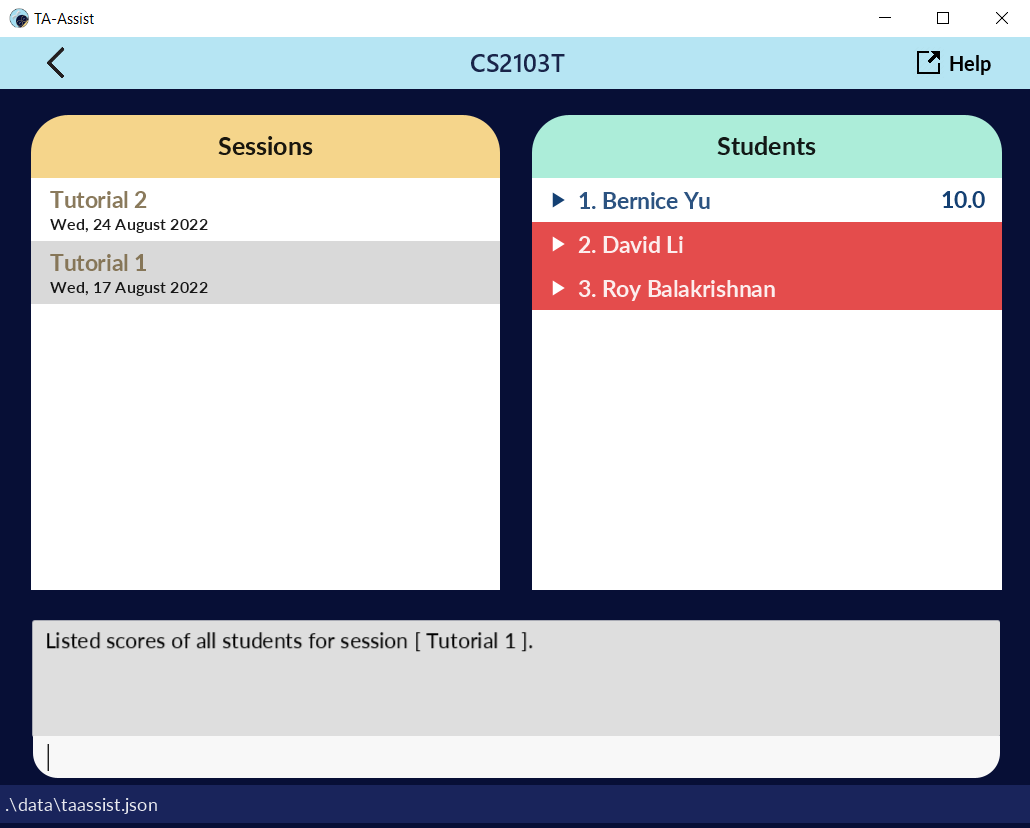 TA-Assist
CS2103T
Help
Sessions
Tutorial 2
Wed, 24 August 2022
Tutorial 1
Wed, 17 August 2022
Students
1. Bernice Yu 10.0
2. David Li
3. Roy Balakrishnan
Listed scores of all students for session [ Tutorial 1 ].
.\data\taassist.json